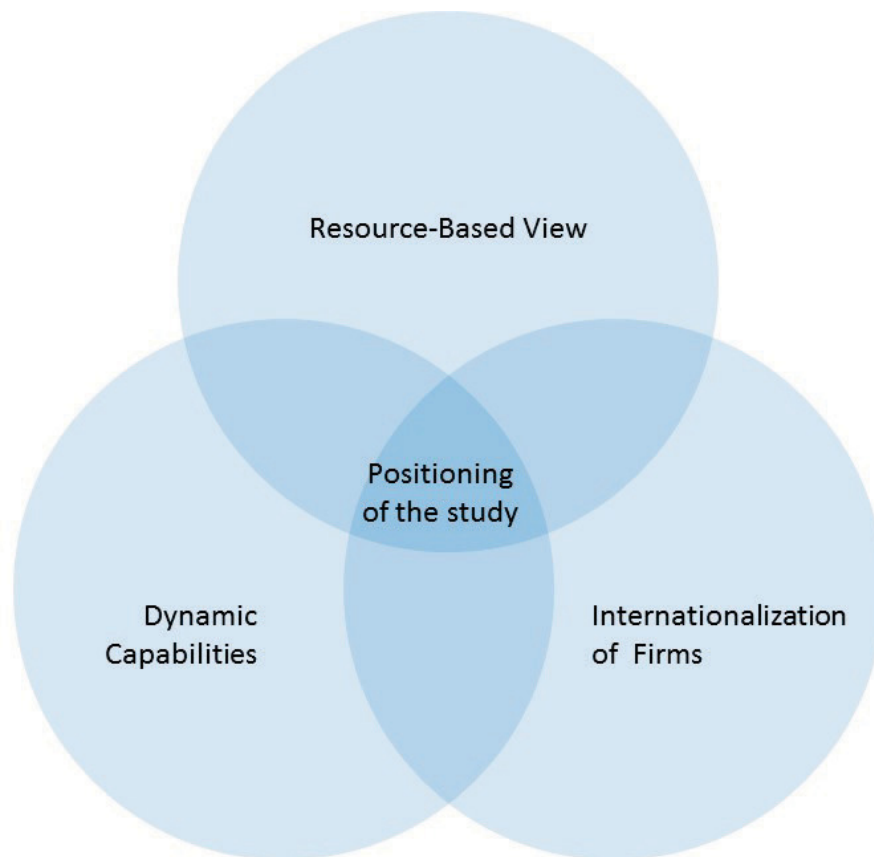 Resource-Based View
Positioning
of the study
Dynamic
Capabilities
Internationalization
of Firms